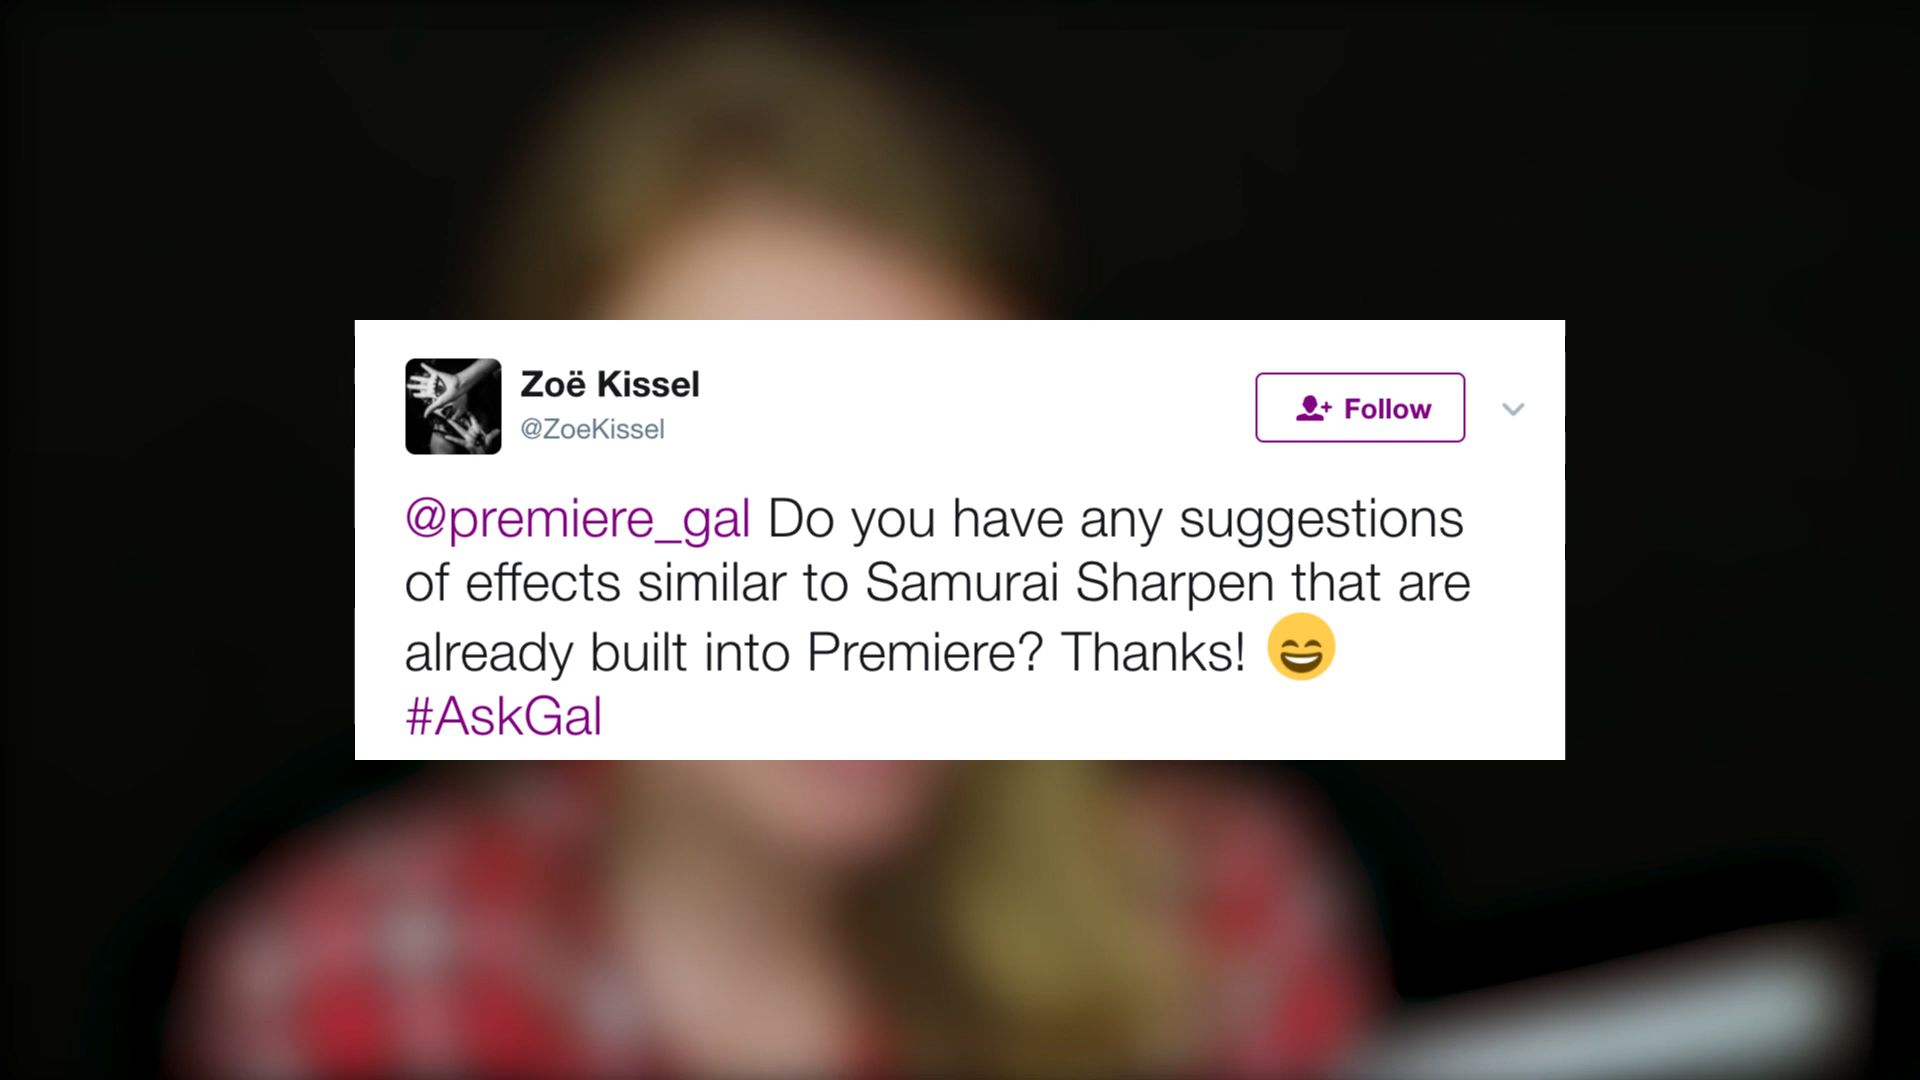 Zoë Kissel
@ZoeKissel
Follow
@premiere_gal Do you have any suggestions
of effects similar to Samurai Sharpen that are
already built into Premiere? Thanks! 😄
#AskGal